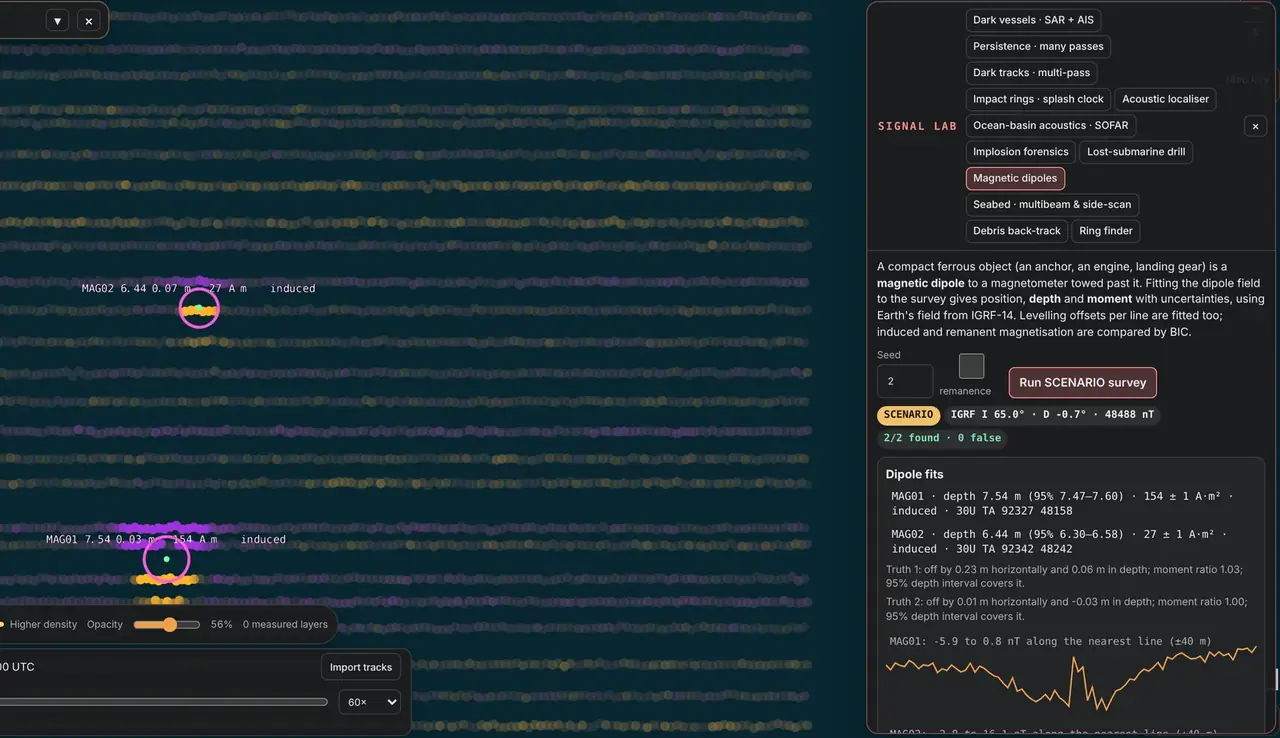 ▼ ×
Dark vessels · SAR + AIS
Persistence · many passes
Dark tracks · multi-pass
Impact rings · splash clock
Acoustic localiser
SIGNAL LAB
Ocean-basin acoustics · SOFAR
×
Implosion forensics
Lost-submarine drill
Magnetic dipoles
Seabed · multibeam & side-scan
Debris back-track
Ring finder
A compact ferrous object (an anchor, an engine, landing gear) is a
magnetic dipole to a magnetometer towed past it. Fitting the dipole field
to the survey gives position, depth and moment with uncertainties, using
Earth's field from IGRF-14. Levelling offsets per line are fitted too;
induced and remanent magnetisation are compared by BIC.
Seed
2
remanence
Run SCENARIO survey
SCENARIO
IGRF I 65.0° · D -0.7° · 48488 nT
2/2 found · 0 false
Dipole fits
MAG01 · depth 7.54 m (95% 7.47–7.60) · 154 ± 1 A·m² ·
induced · 30U TA 92327 48158
MAG02 · depth 6.44 m (95% 6.30–6.58) · 27 ± 1 A·m² ·
induced · 30U TA 92342 48242
Truth 1: off by 0.23 m horizontally and 0.06 m in depth; moment ratio 1.03;
95% depth interval covers it.
Truth 2: off by 0.01 m horizontally and -0.03 m in depth; moment ratio 1.00;
95% depth interval covers it.
MAG01: -5.9 to 0.8 nT along the nearest line (±40 m)
MAG02 6.44 0.07 m 27 A m induced
MAG01 7.54 0.03 m 154 A m induced
Higher density Opacity 56% 0 measured layers
00 UTC
Import tracks
60×